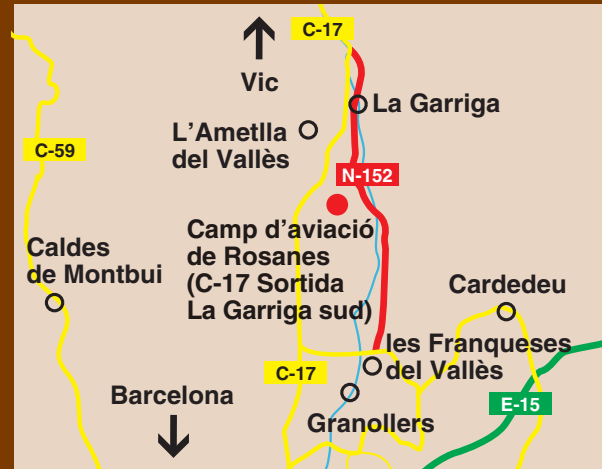 C-17
Vic
La Garriga
L'Ametlla
del Vallès
C-59
N-152
Camp d'aviació
de Rosanes
(C-17 Sortida
La Garriga sud)
Caldes
de Montbui
Cardedeu
les Franqueses
del Vallès
C-17
Barcelona
Granollers
E-15